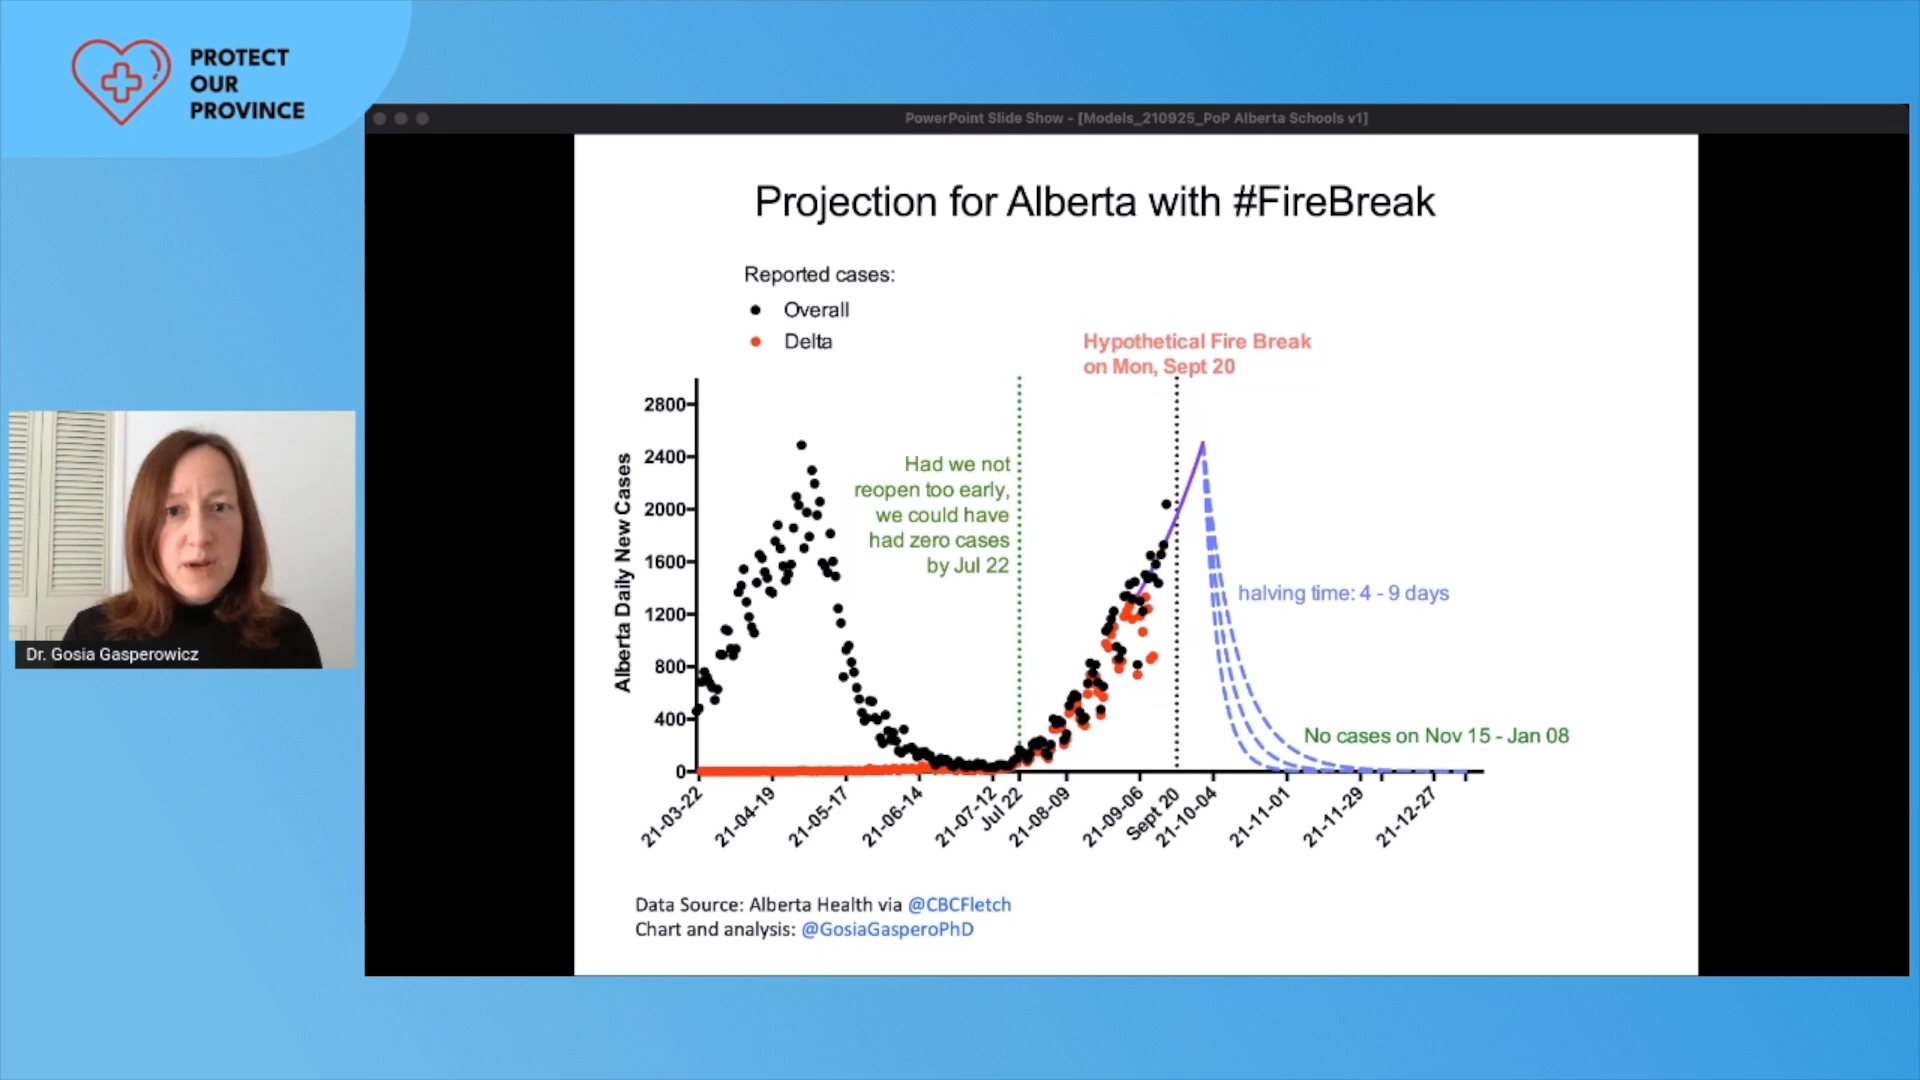 PROTECT
OUR
PROVINCE
PowerPoint Slide Show - [Models_210925_PoP Alberta Schools v1]
Projection for Alberta with #FireBreak
Reported cases:
Overall
Delta
Hypothetical Fire Break
on Mon, Sept 20
Had we not
reopen too early,
we could have
had zero cases
by Jul 22
halving time: 4 - 9 days
No cases on Nov 15 - Jan 08
Alberta Daily New Cases
2800
2400
2000
1600
1200
800
400
0
21-03-22
21-04-19
21-05-17
21-06-14
21-07-12
Jul 22
21-08-09
21-09-06
Sept 20
21-10-04
21-11-01
21-11-29
21-12-27
Data Source: Alberta Health via @CBCFletch
Chart and analysis: @GosiaGasperoPhD
Dr. Gosia Gasperowicz